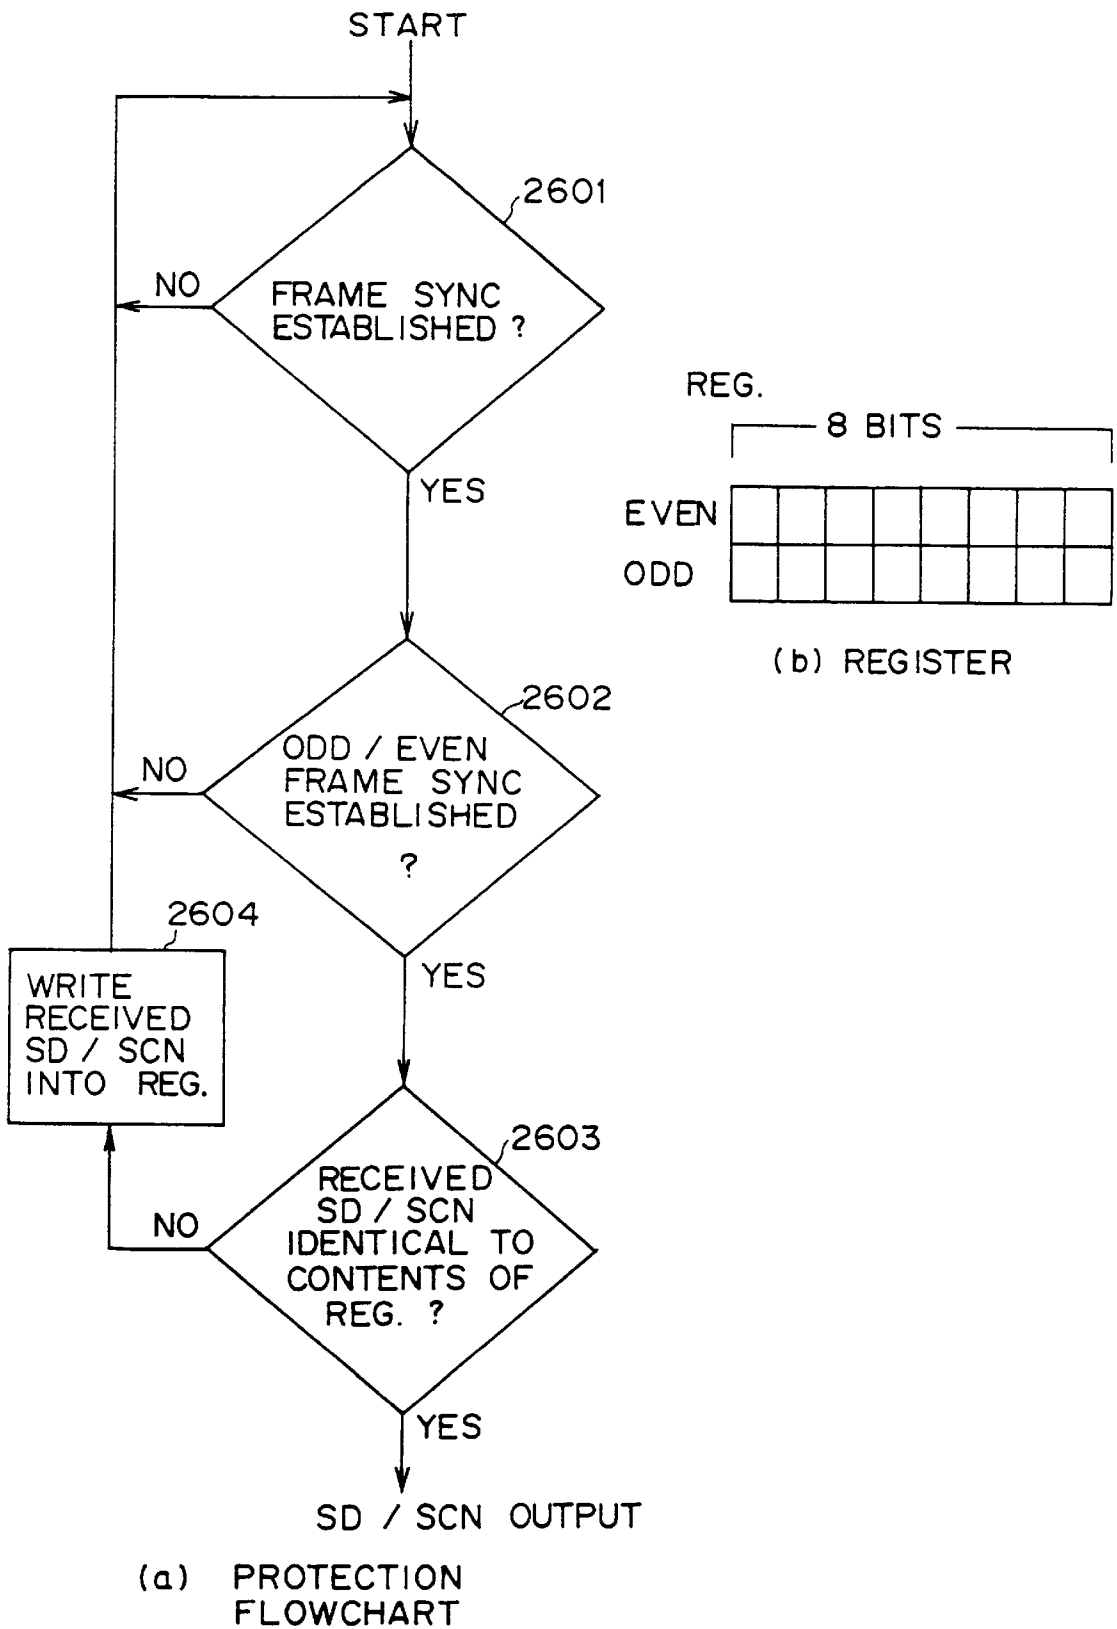 START
2601
NO
FRAME SYNC
ESTABLISHED ?
YES
REG.
8 BITS
EVEN
ODD
(b) REGISTER
2602
NO
ODD / EVEN
FRAME SYNC
ESTABLISHED
?
YES
2604
WRITE
RECEIVED
SD / SCN
INTO REG.
2603
NO
RECEIVED
SD / SCN
IDENTICAL TO
CONTENTS OF
REG. ?
YES
SD / SCN OUTPUT
(a) PROTECTION
FLOWCHART